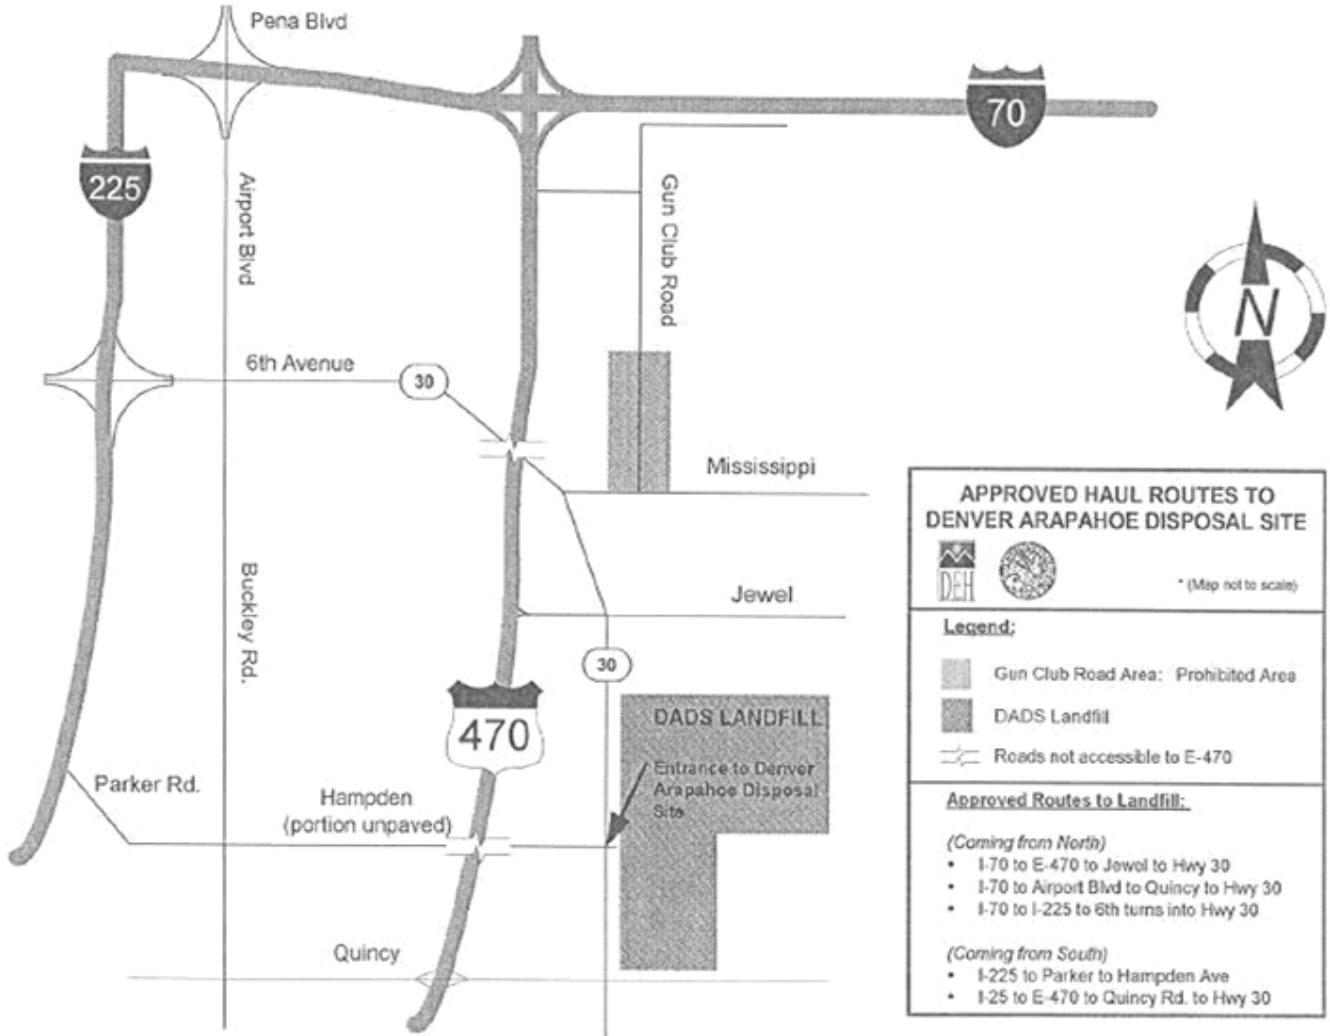 Pena Blvd
70
225
Airport Blvd
Gun Club Road
N
6th Avenue
30
Mississippi
Buckley Rd.
Jewel
30
470
DADS LANDFILL
Entrance to Denver
Arapahoe Disposal
Site
Parker Rd.
Hampden
(portion unpaved)
Quincy
APPROVED HAUL ROUTES TO
DENVER ARAPAHOE DISPOSAL SITE
DEH
* (Map not to scale)
Legend:
Gun Club Road Area: Prohibited Area
DADS Landfill
Roads not accessible to E-470
Approved Routes to Landfill:
(Coming from North)
• I-70 to E-470 to Jewel to Hwy 30
• I-70 to Airport Blvd to Quincy to Hwy 30
• I-70 to I-225 to 6th turns into Hwy 30
(Coming from South)
• I-225 to Parker to Hampden Ave
• I-25 to E-470 to Quincy Rd. to Hwy 30